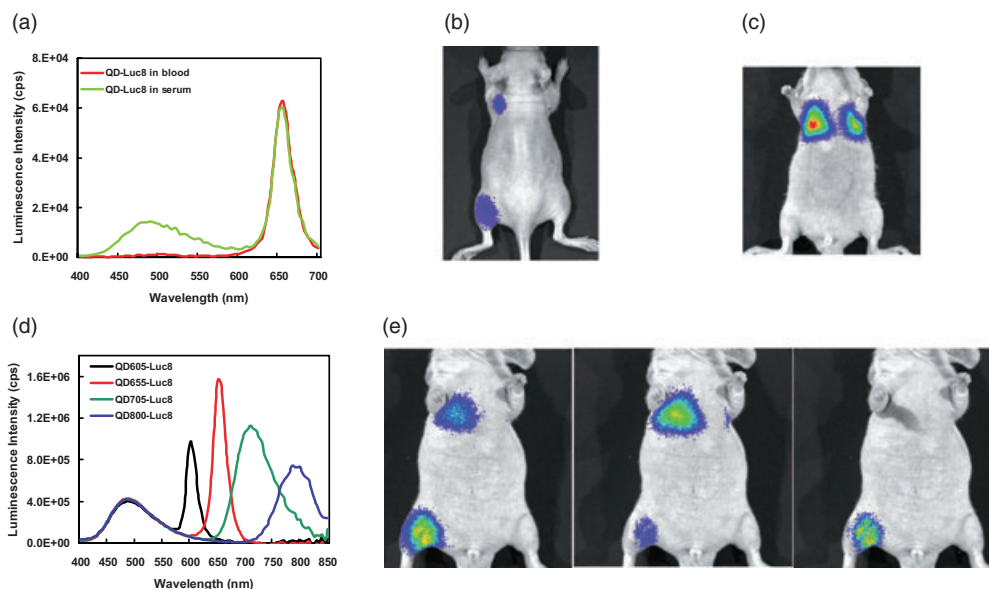 (a)
8.E+04
6.E+04
4.E+04
2.E+04
0.E+00
Luminescence Intensity (cps)
QD-Luc8 in blood
QD-Luc8 in serum
400 450 500 550 600 650 700
Wavelength (nm)
(b)
(c)
(d)
1.6E+06
1.2E+06
8.0E+05
4.0E+05
0.0E+00
Luminescence Intensity (cps)
QD605-Luc8
QD655-Luc8
QD705-Luc8
QD800-Luc8
400 450 500 550 600 650 700 750 800 850
Wavelength (nm)
(e)